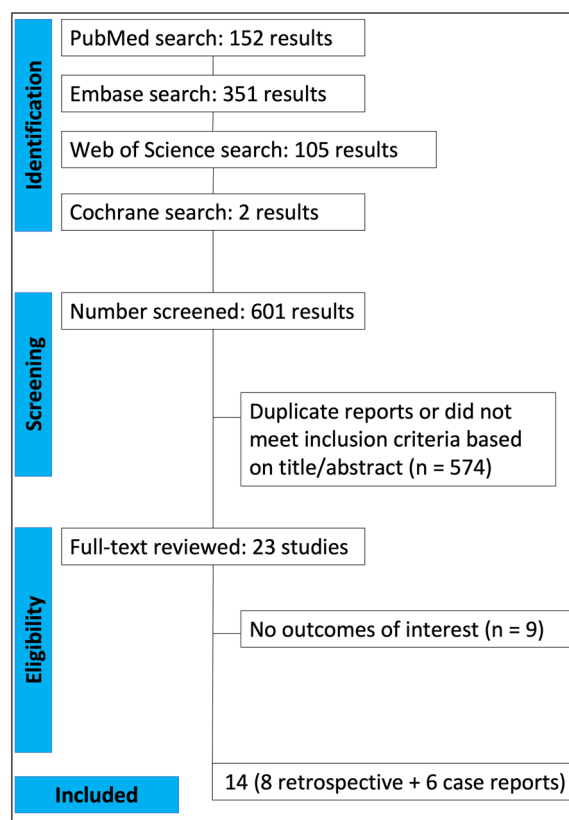 Identification
PubMed search: 152 results
Embase search: 351 results
Web of Science search: 105 results
Cochrane search: 2 results
Screening
Number screened: 601 results
Duplicate reports or did not
meet inclusion criteria based
on title/abstract (n = 574)
Eligibility
Full-text reviewed: 23 studies
No outcomes of interest (n = 9)
Included
14 (8 retrospective + 6 case reports)